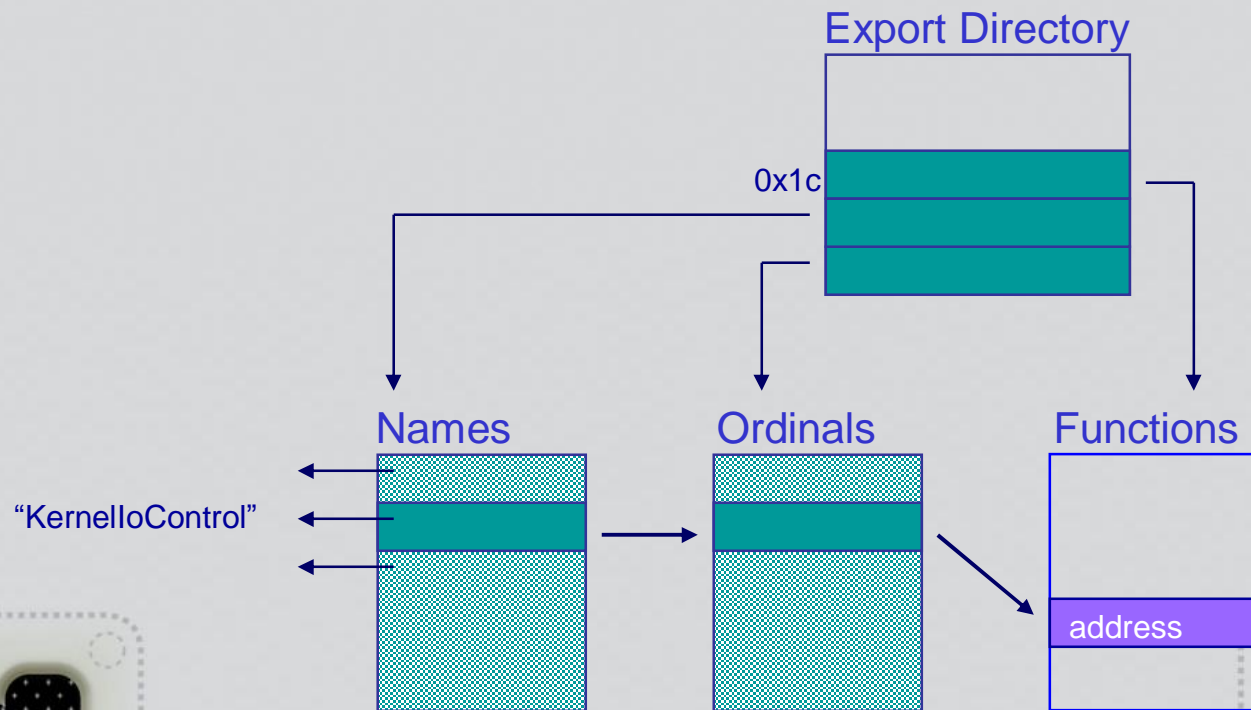 Export Directory
0x1c
Names
Ordinals
Functions
“KernelIoControl”
address